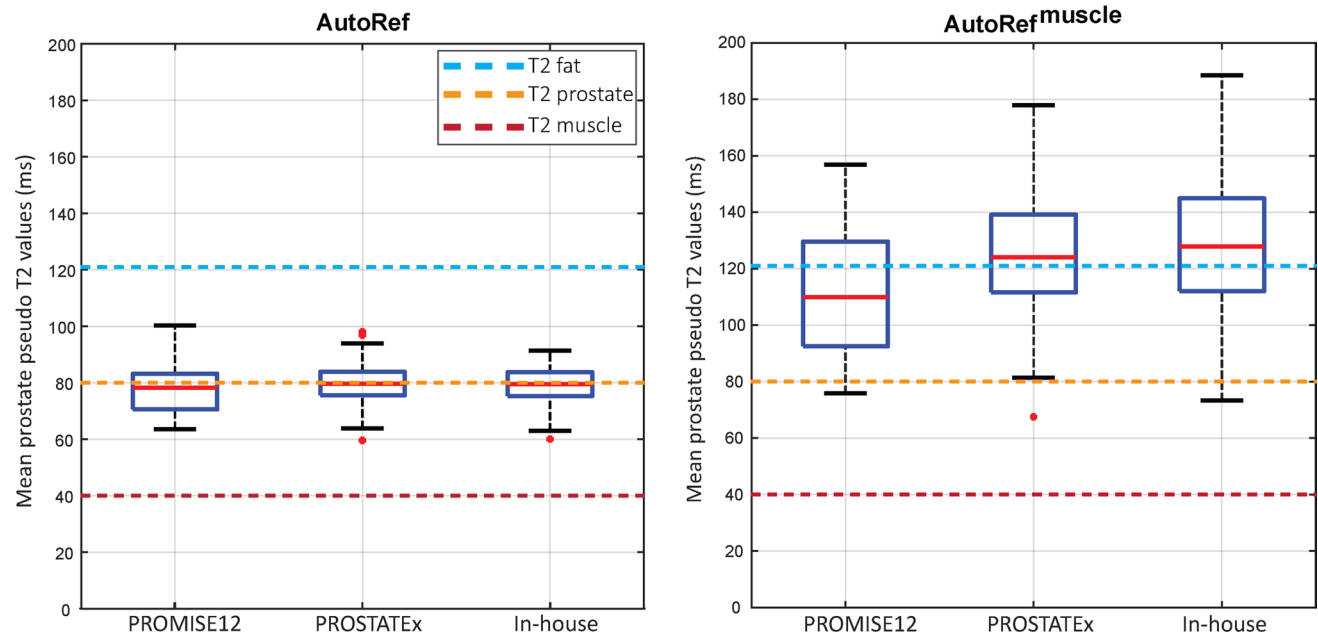 AutoRef
AutoRef^muscle
Mean prostate pseudo T2 values (ms)
200
180
160
140
120
100
80
60
40
20
0
T2 fat
T2 prostate
T2 muscle
PROMISE12 PROSTATEx In-house
Mean prostate pseudo T2 values (ms)
200
180
160
140
120
100
80
60
40
20
0
PROMISE12 PROSTATEx In-house